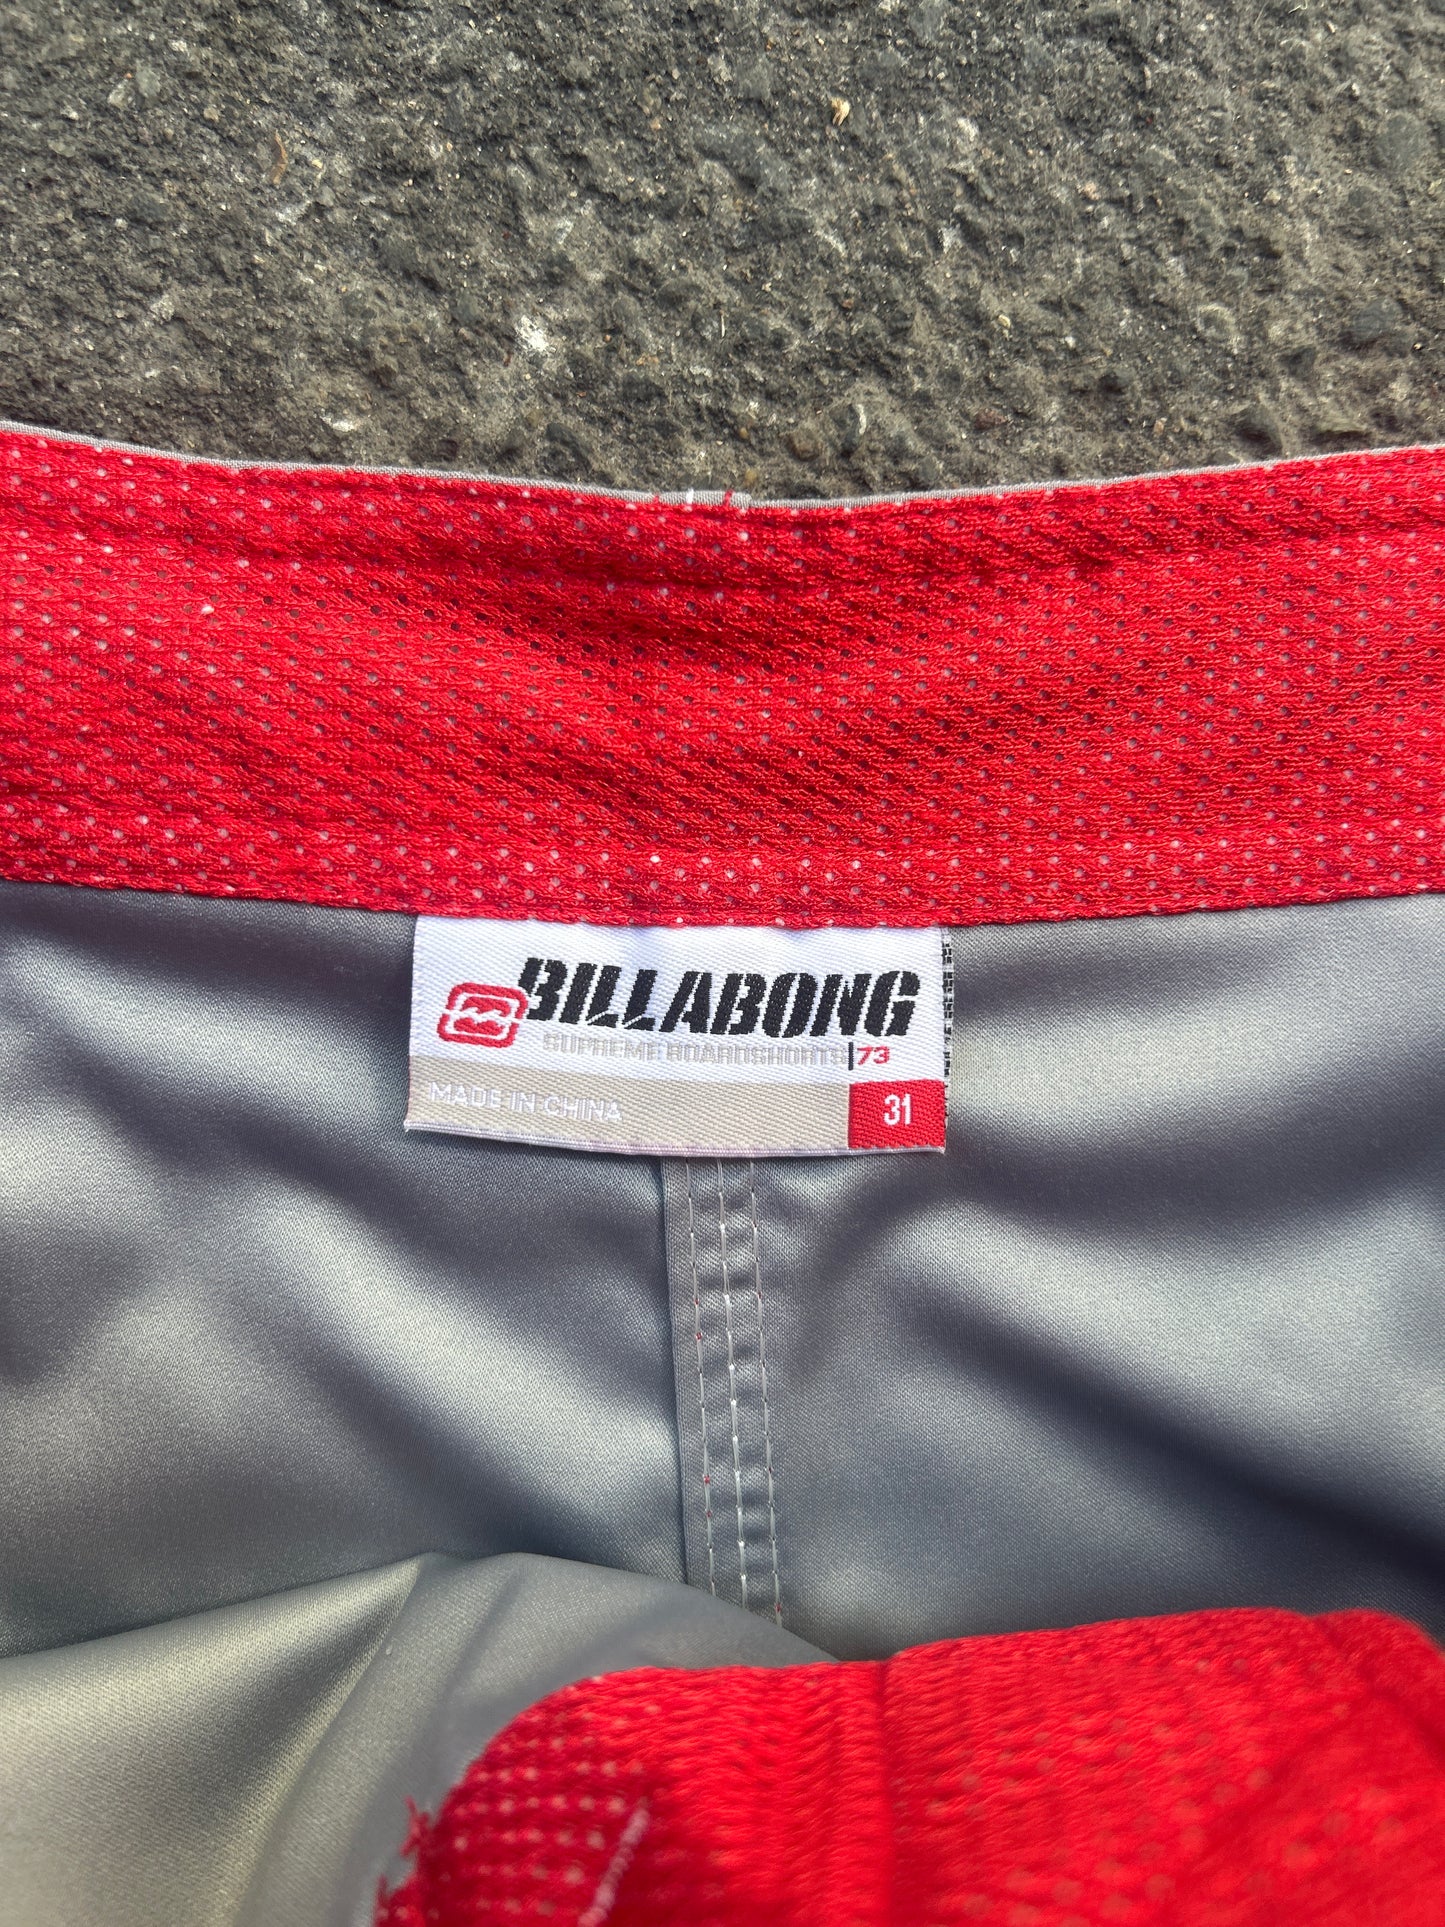 BILLABONG
SUPREME BOARDSHORTS|73
MADE IN CHINA
31